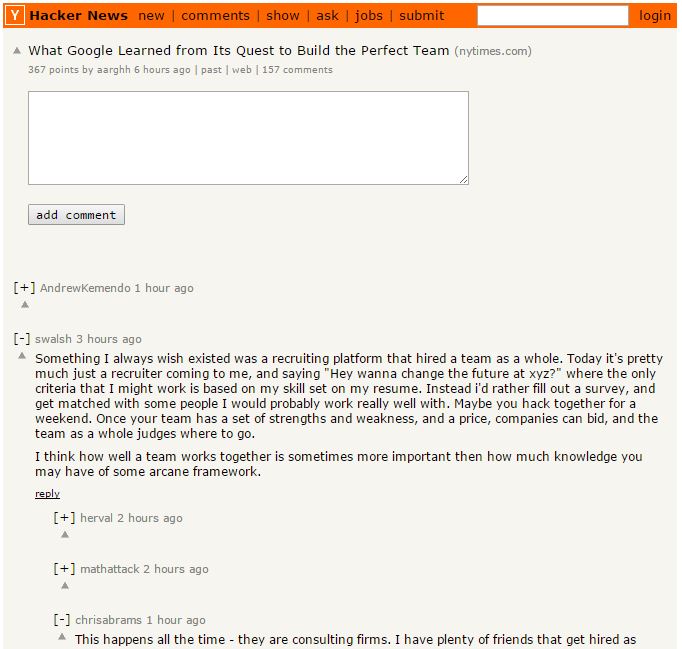 Y Hacker News new | comments | show | ask | jobs | submit login
What Google Learned from Its Quest to Build the Perfect Team (nytimes.com)
367 points by aarghh 6 hours ago | past | web | 157 comments
add comment
[+] AndrewKemendo 1 hour ago
[-] swalsh 3 hours ago
Something I always wish existed was a recruiting platform that hired a team as a whole. Today it's pretty
much just a recruiter coming to me, and saying "Hey wanna change the future at xyz?" where the only
criteria that I might work is based on my skill set on my resume. Instead i'd rather fill out a survey, and
get matched with some people I would probably work really well with. Maybe you hack together for a
weekend. Once your team has a set of strengths and weakness, and a price, companies can bid, and the
team as a whole judges where to go.
I think how well a team works together is sometimes more important then how much knowledge you
may have of some arcane framework.
reply
[+] herval 2 hours ago
[+] mathattack 2 hours ago
[-] chrisabrams 1 hour ago
This happens all the time - they are consulting firms. I have plenty of friends that get hired as